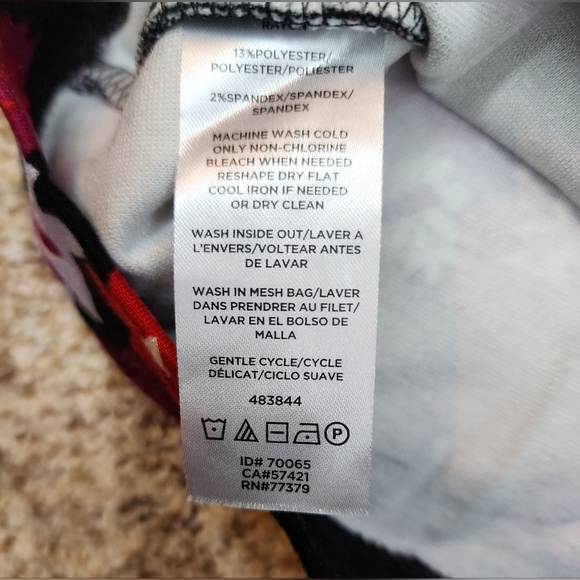 13%POLYESTER/
POLYESTER/POLIÉSTER
2%SPANDEX/SPANDEX/
SPANDEX
MACHINE WASH COLD
ONLY NON-CHLORINE
BLEACH WHEN NEEDED
RESHAPE DRY FLAT
COOL IRON IF NEEDED
OR DRY CLEAN
WASH INSIDE OUT/LAVER A
L'ENVERS/VOLTEAR ANTES
DE LAVAR
WASH IN MESH BAG/LAVER
DANS PRENDRER AU FILET/
LAVAR EN EL BOLSO DE
MALLA
GENTLE CYCLE/CYCLE
DÉLICAT/CICLO SUAVE
483844
P
ID# 70065
CA#57421
RN#77379